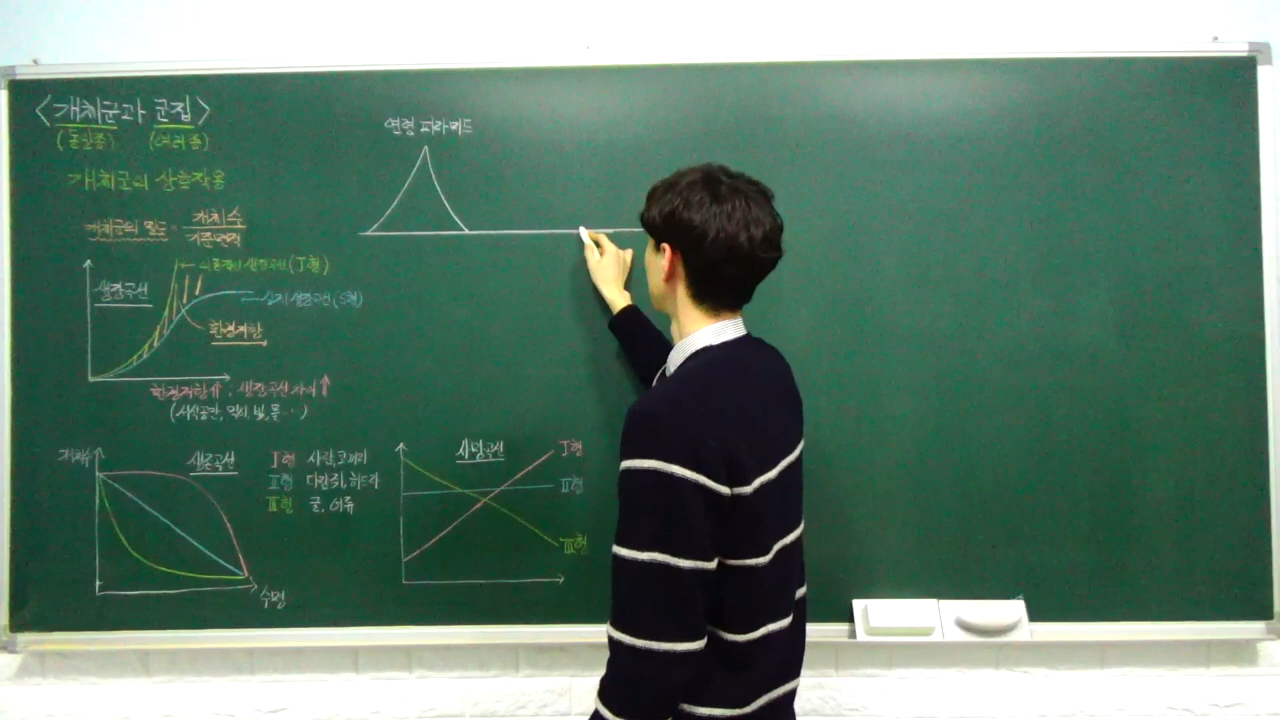 <개체군과 군집>
(동일종) (여러종)
개체군의 상호작용
개체군의 밀도 = 개체수
기준면적
이론적 생장곡선(J형)
생장곡선
실제 생장곡선(S형)
환경저항
환경저항↑ : 생장곡선 차이↑
(서식공간, 먹이, 빛, 물…)
개체수
생존곡선
Ⅰ형 사람, 코끼리
Ⅱ형 다람쥐, 히드라
Ⅲ형 굴, 어류
수명
연령 피라미드
사망곡선
Ⅰ형
Ⅱ형
Ⅲ형